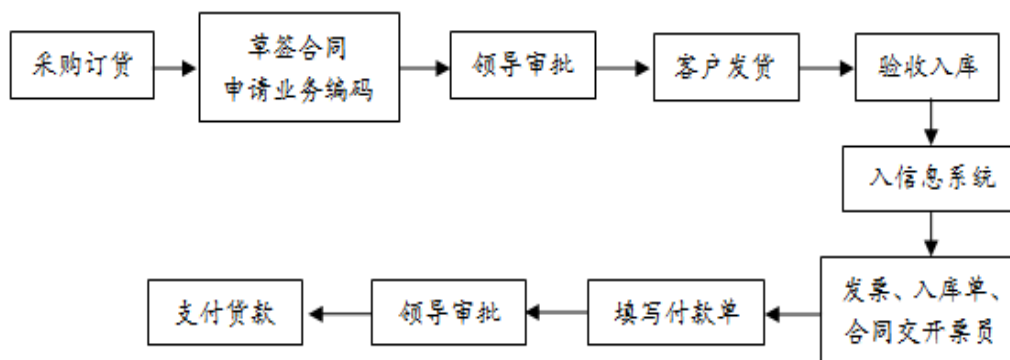 采购订货
草签合同
申请业务编码
领导审批
客户发货
验收入库
入信息系统
发票、入库单、
合同交开票员
填写付款单
领导审批
支付货款